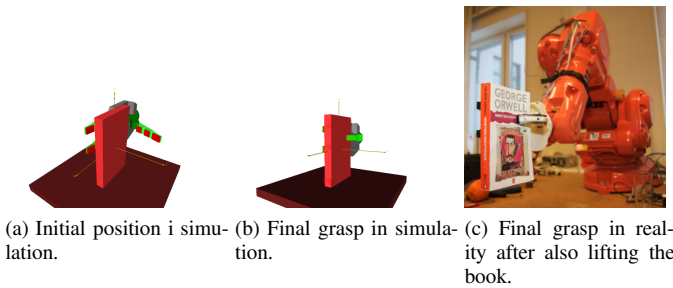 GEORGE
ORWELL
(a) Initial position i simu-
lation.
(b) Final grasp in simula-
tion.
(c) Final grasp in real-
ity after also lifting the
book.